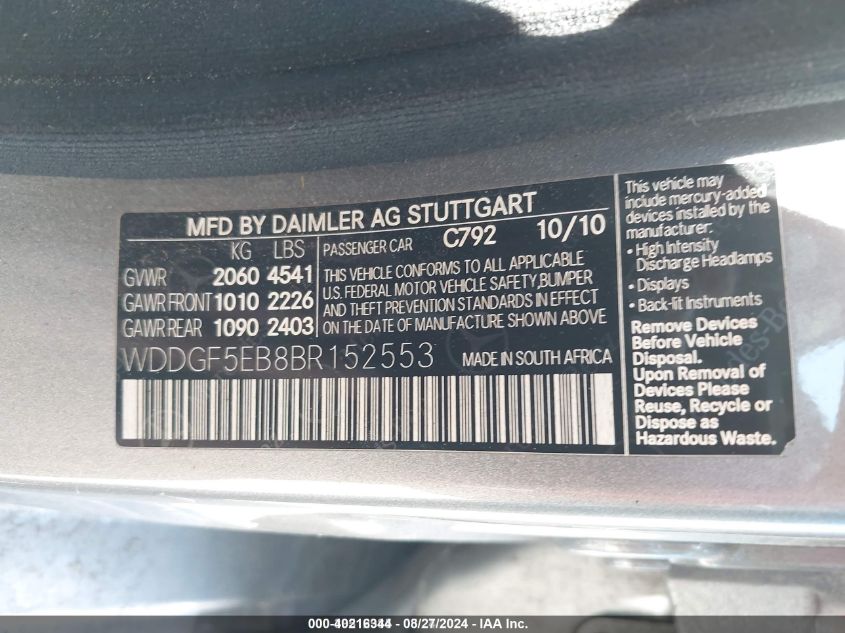 MFD BY DAIMLER AG STUTTGART
KG LBS
PASSENGER CAR C792 10/10
GVWR 2060 4541
GAWR FRONT 1010 2226
GAWR REAR 1090 2403
THIS VEHICLE CONFORMS TO ALL APPLICABLE
U.S. FEDERAL MOTOR VEHICLE SAFETY, BUMPER
AND THEFT PREVENTION STANDARDS IN EFFECT
ON THE DATE OF MANUFACTURE SHOWN ABOVE
WDDGF5EB8BR152553 MADE IN SOUTH AFRICA
This vehicle may
include mercury-added
devices installed by the
manufacturer:
• High Intensity
Discharge Headlamps
• Displays
• Back-lit Instruments
Remove Devices
Before Vehicle
Disposal.
Upon Removal of
Devices Please
Reuse, Recycle or
Dispose as
Hazardous Waste.
000-40216344 - 08/27/2024 - IAA Inc.